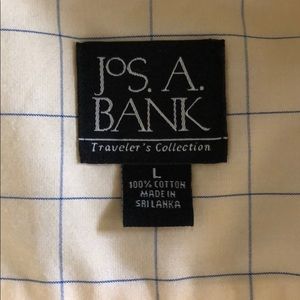 JOS. A.
BANK
Traveler's Collection
L
100% COTTON
MADE IN
SRI LANKA